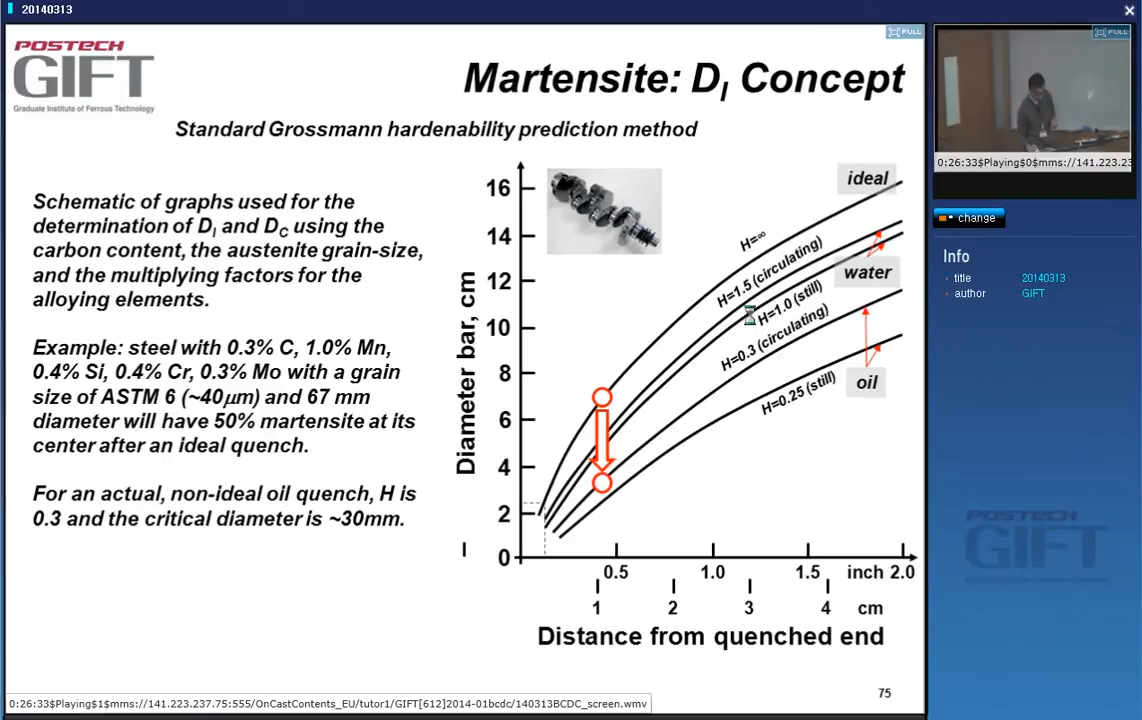 20140313
FULL
FULL
POSTECH
GIFT
Graduate Institute of Ferrous Technology
Martensite: DI Concept
Standard Grossmann hardenability prediction method
Schematic of graphs used for the
determination of DI and DC using the
carbon content, the austenite grain-size,
and the multiplying factors for the
alloying elements.
Example: steel with 0.3% C, 1.0% Mn,
0.4% Si, 0.4% Cr, 0.3% Mo with a grain
size of ASTM 6 (~40μm) and 67 mm
diameter will have 50% martensite at its
center after an ideal quench.
For an actual, non-ideal oil quench, H is
0.3 and the critical diameter is ~30mm.
Diameter bar, cm
16
14
12
10
8
6
4
2
0
ideal
H=∞
H=1.5 (circulating)
water
H=1.0 (still)
H=0.3 (circulating)
oil
H=0.25 (still)
0.5 1.0 1.5 inch 2.0
1 2 3 4 cm
Distance from quenched end
75
0:26:33$Playing$1$mms://141.223.237.75:555/OnCastContents_EU/tutor1/GIFT[612]2014-01bcdc/140313BCDC_screen.wmv
0:26:33$Playing$0$mms://141.223.23
change
Info
title 20140313
author GIFT
POSTECH
GIFT